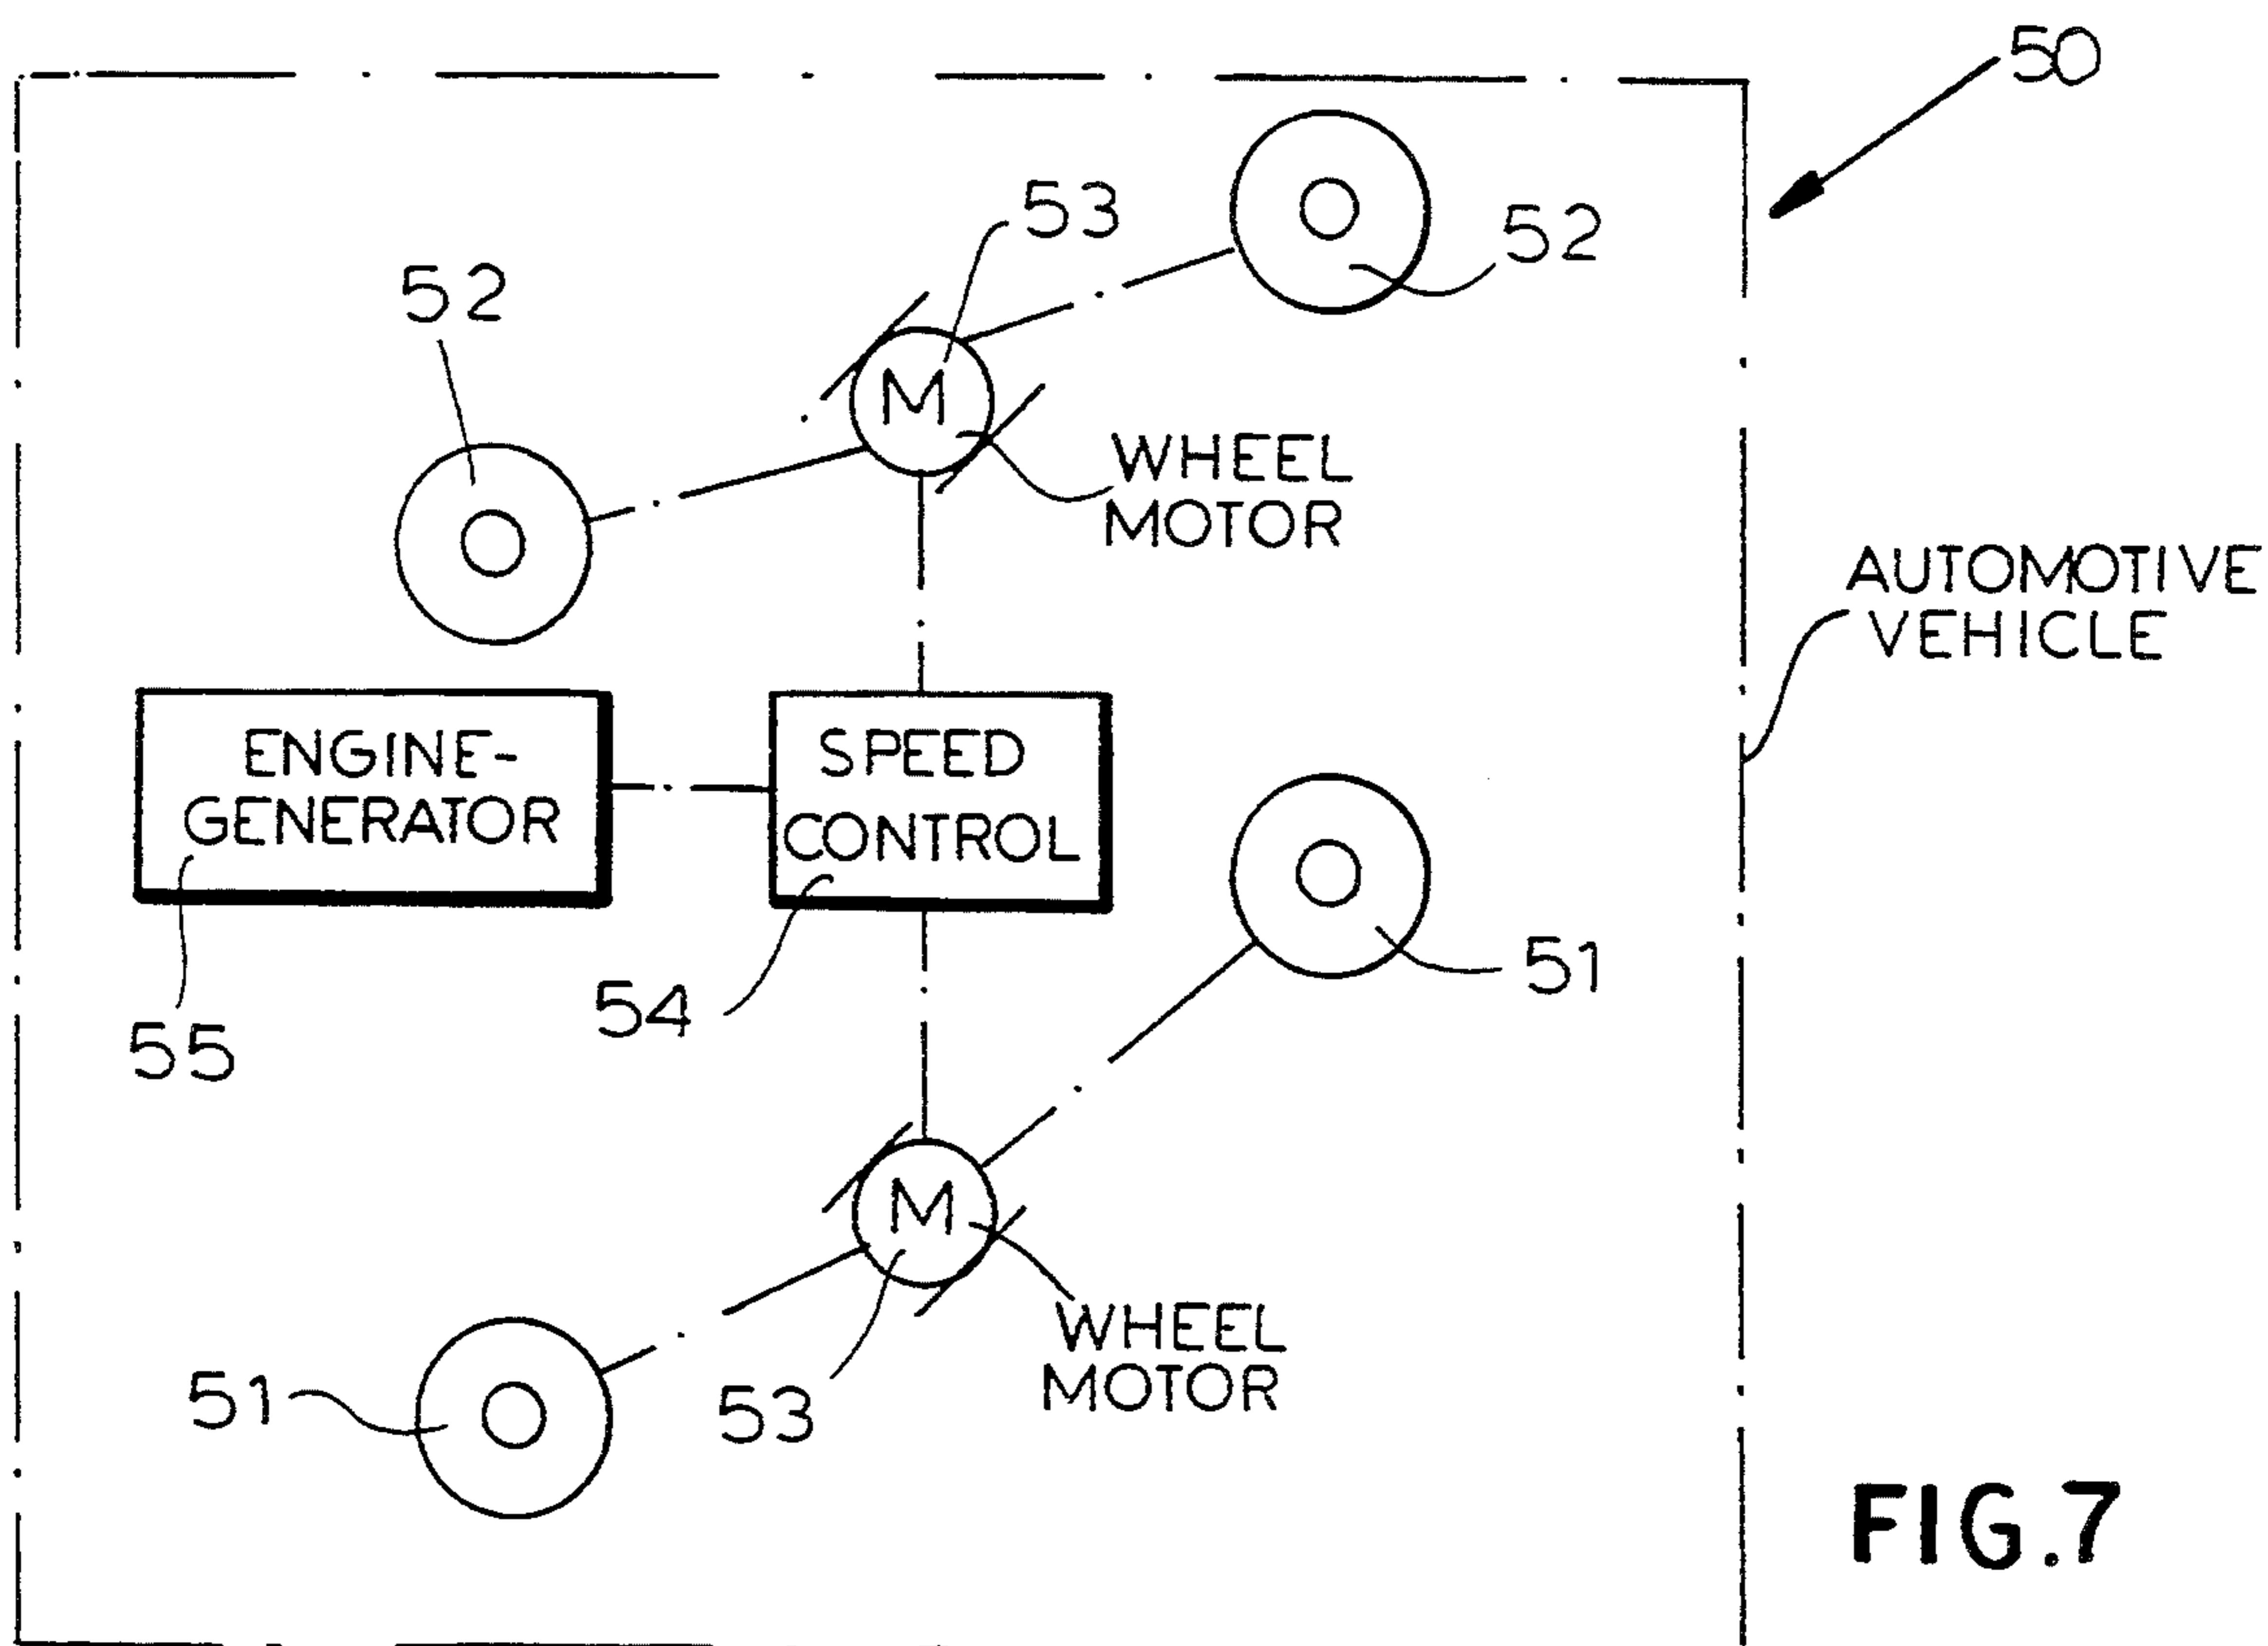 50
53
52
52
M
WHEEL
MOTOR
AUTOMOTIVE
VEHICLE
ENGINE-
GENERATOR
SPEED
CONTROL
51
54
55
M
WHEEL
MOTOR
51
53
FIG.7